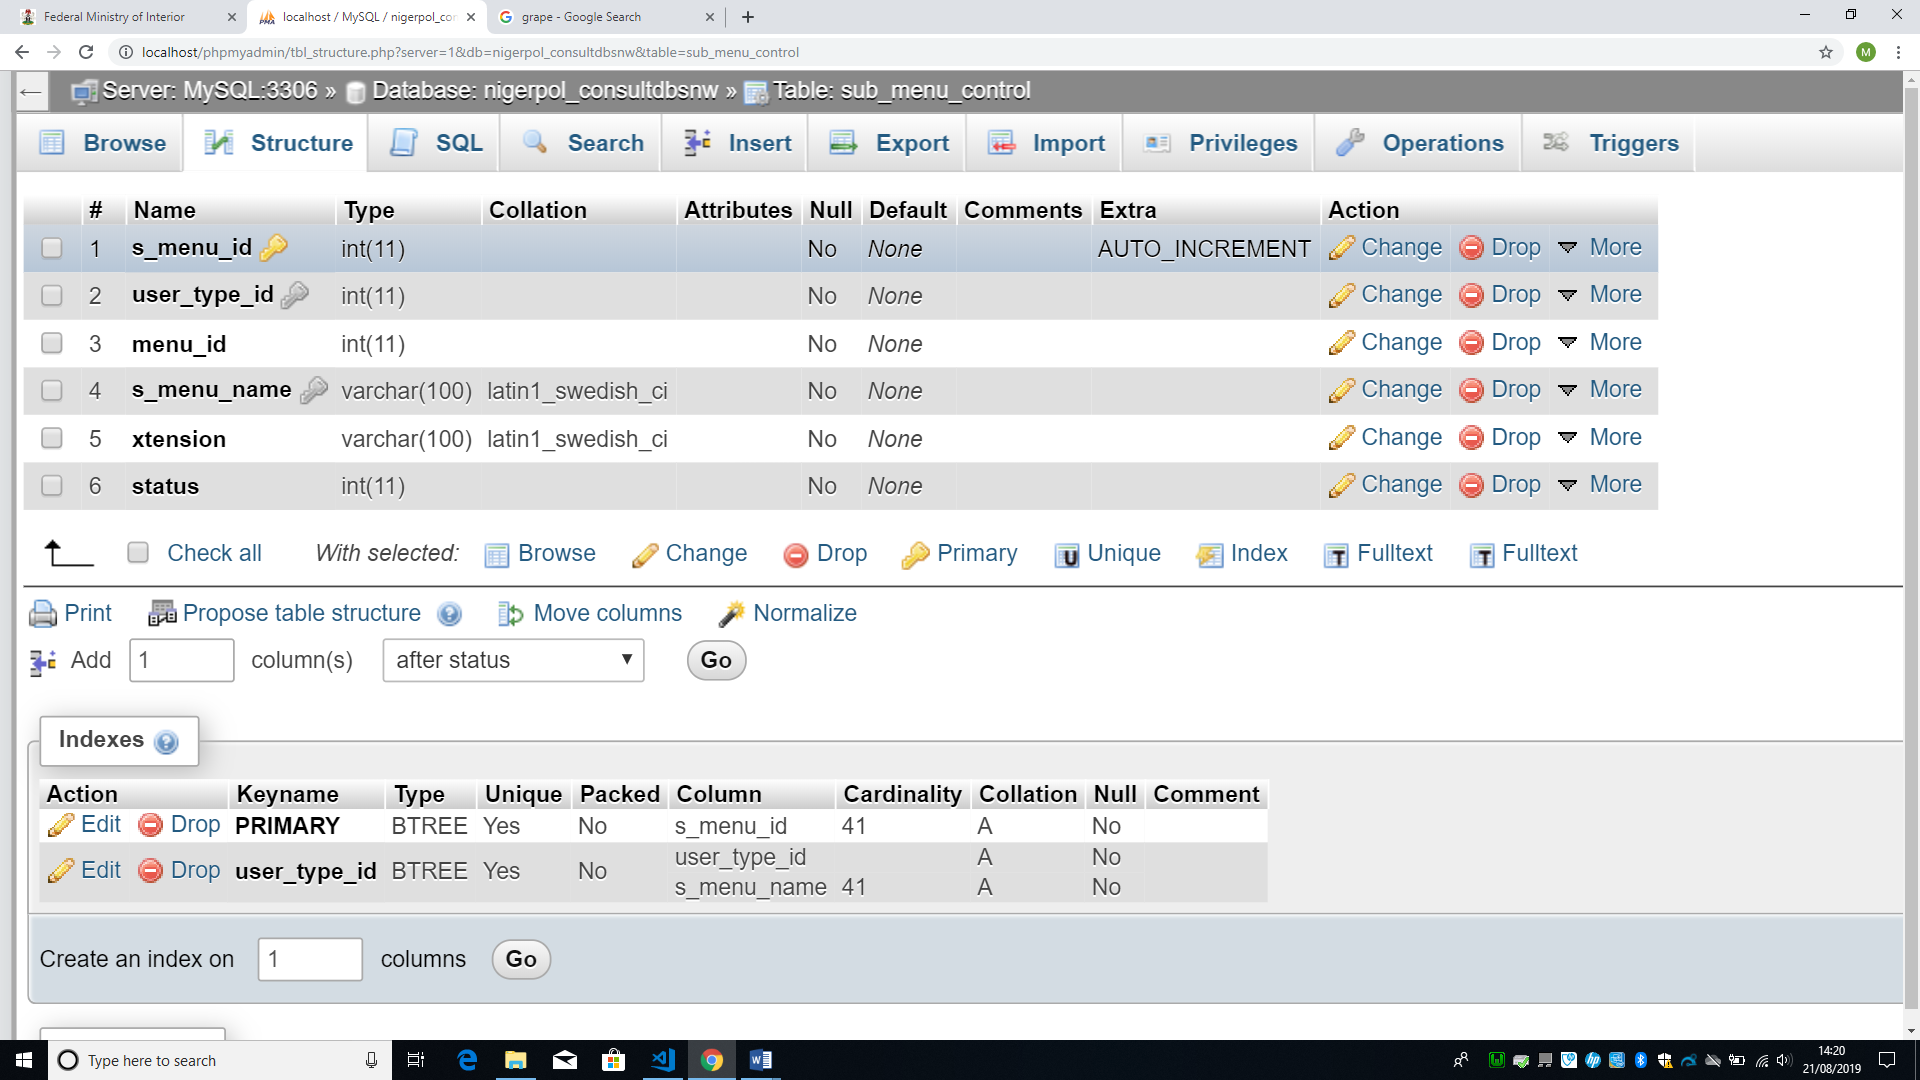 Federal Ministry of Interior
localhost / MySQL / nigerpol_con
grape - Google Search
localhost/phpmyadmin/tbl_structure.php?server=1&db=nigerpol_consultdbsnw&table=sub_menu_control
M
Server: MySQL:3306 » Database: nigerpol_consultdbsnw » Table: sub_menu_control
Browse Structure SQL Search Insert Export Import Privileges Operations Triggers
# Name Type Collation Attributes Null Default Comments Extra Action
1 s_menu_id int(11) No None AUTO_INCREMENT Change Drop More
2 user_type_id int(11) No None Change Drop More
3 menu_id int(11) No None Change Drop More
4 s_menu_name varchar(100) latin1_swedish_ci No None Change Drop More
5 xtension varchar(100) latin1_swedish_ci No None Change Drop More
6 status int(11) No None Change Drop More
Check all With selected: Browse Change Drop Primary Unique Index Fulltext Fulltext
Print Propose table structure Move columns Normalize
Add 1 column(s) after status Go
Indexes
Action Keyname Type Unique Packed Column Cardinality Collation Null Comment
Edit Drop PRIMARY BTREE Yes No s_menu_id 41 A No
Edit Drop user_type_id BTREE Yes No user_type_id A No
s_menu_name 41 A No
Create an index on 1 columns Go
Type here to search
14:20
21/08/2019